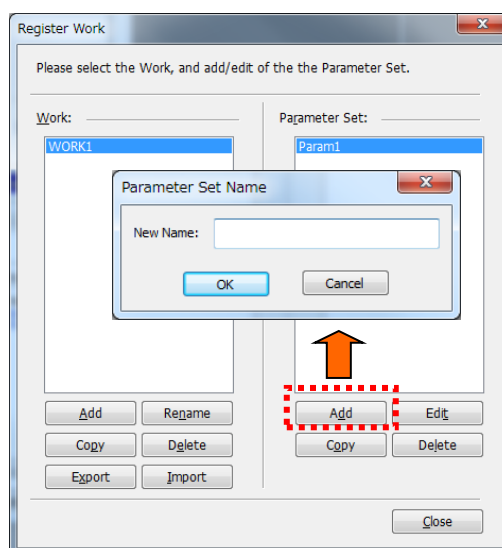 Register Work
Please select the Work, and add/edit of the the Parameter Set.
Work:
Parameter Set:
WORK1
Param1
Parameter Set Name
New Name:
OK Cancel
Add Rename
Add Edit
Copy Delete
Copy Delete
Export Import
Close